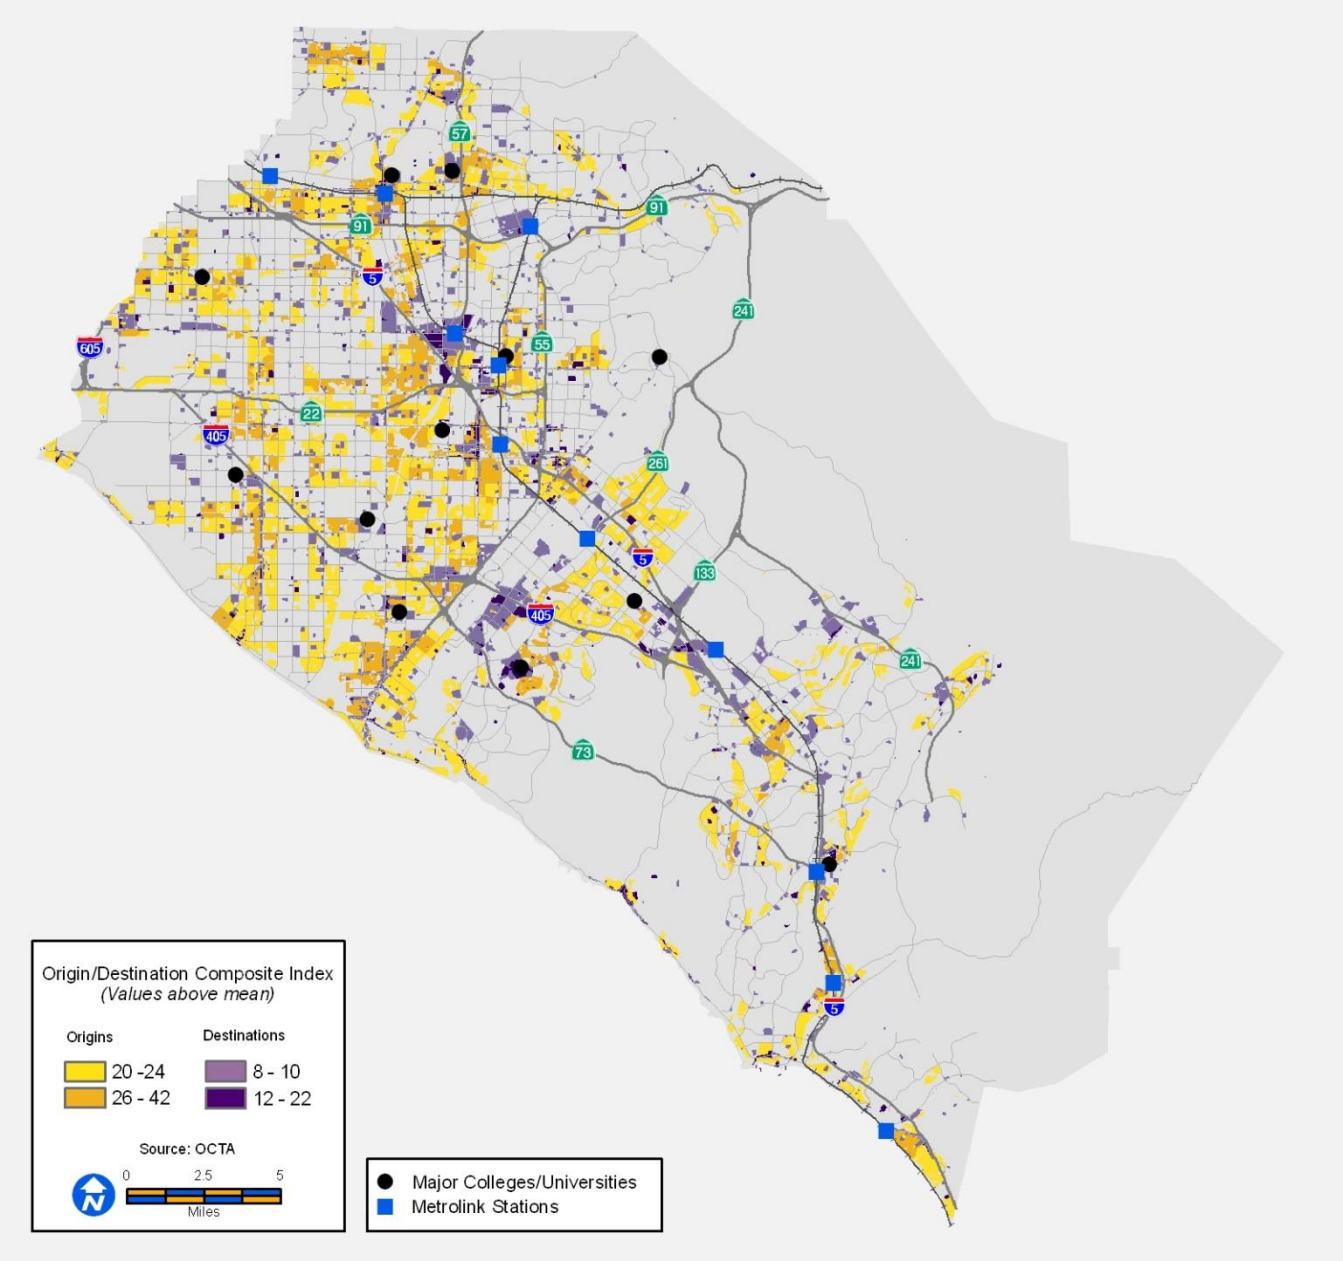 57
91
91
5
241
605
55
22
405
261
5
133
405
241
73
5
Origin/Destination Composite Index
(Values above mean)
Origins
Destinations
20 -24
8 - 10
26 - 42
12 - 22
Source: OCTA
0 2.5 5
N
Miles
Major Colleges/Universities
Metrolink Stations